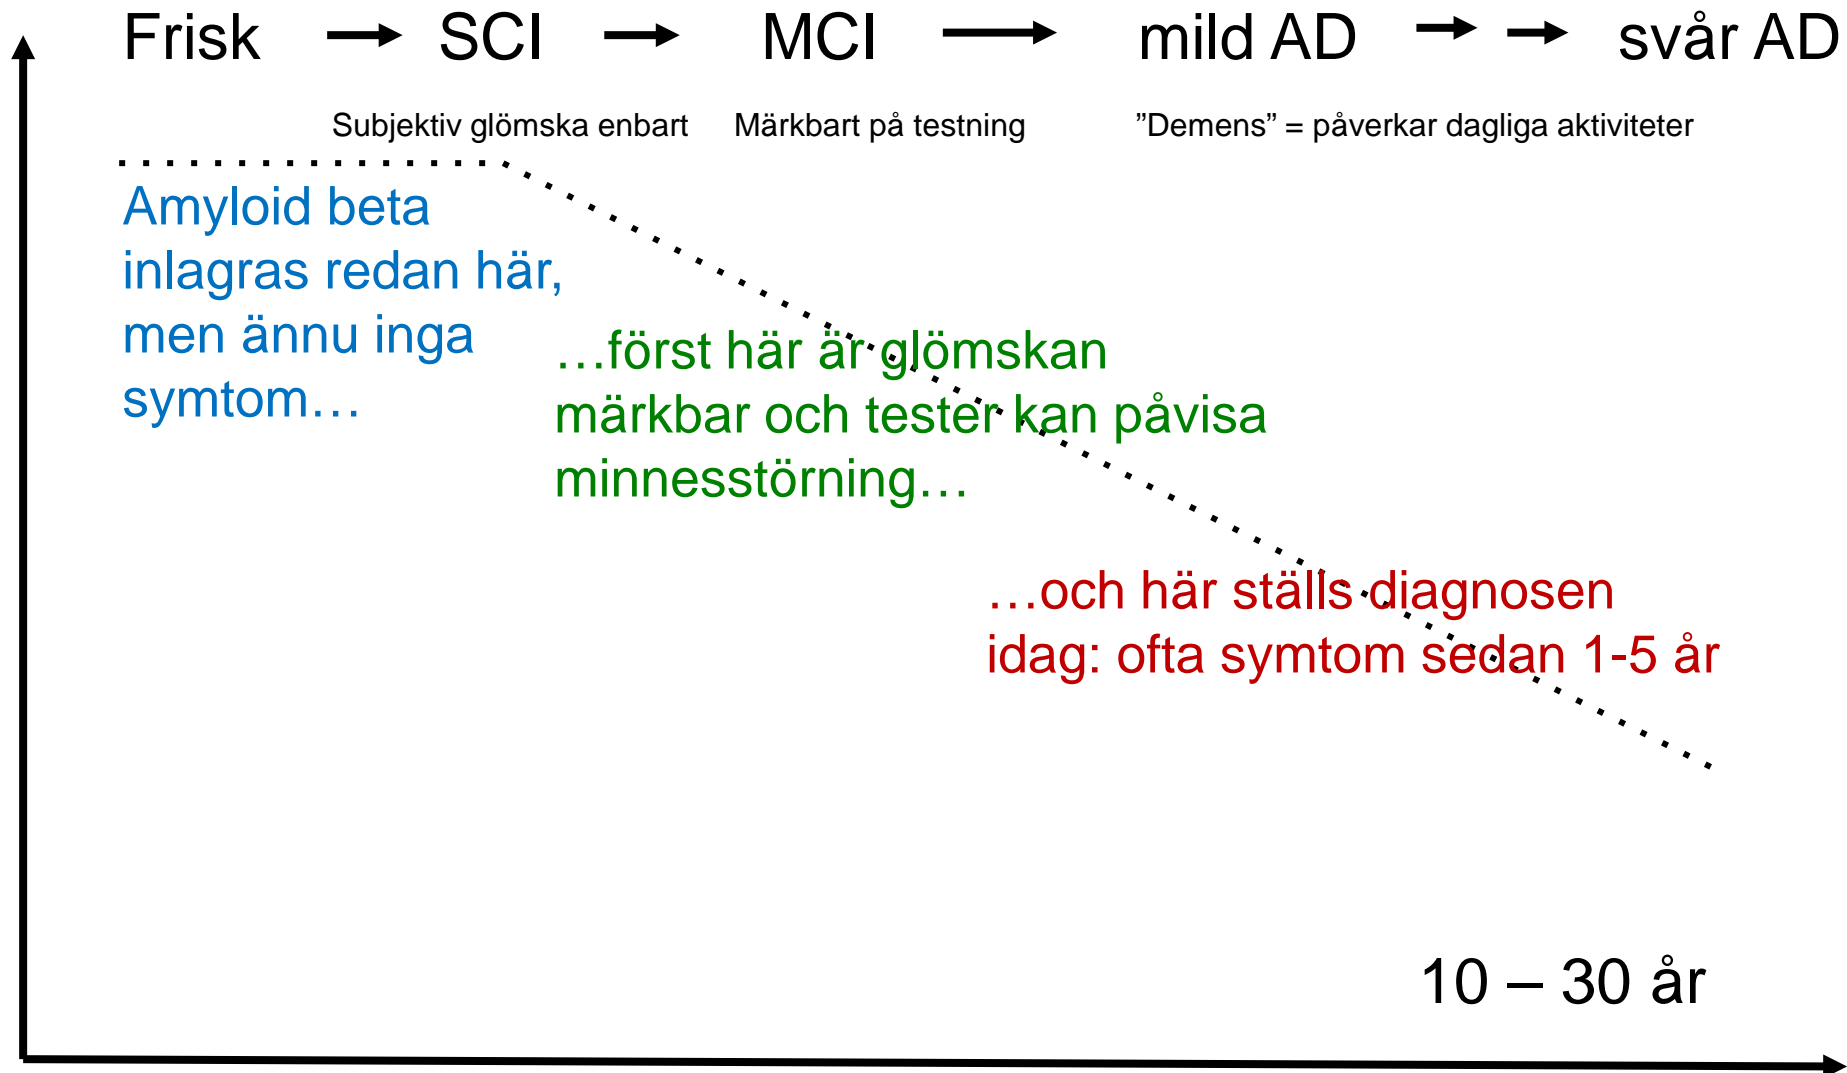 Frisk → SCI → MCI → mild AD → → svår AD
Subjektiv glömska enbart Märkbart på testning ”Demens” = påverkar dagliga aktiviteter
Amyloid beta
inlagras redan här,
men ännu inga
symtom…
…först här är glömskan
märkbar och tester kan påvisa
minnesstörning…
…och här ställs diagnosen
idag: ofta symtom sedan 1-5 år
10 – 30 år